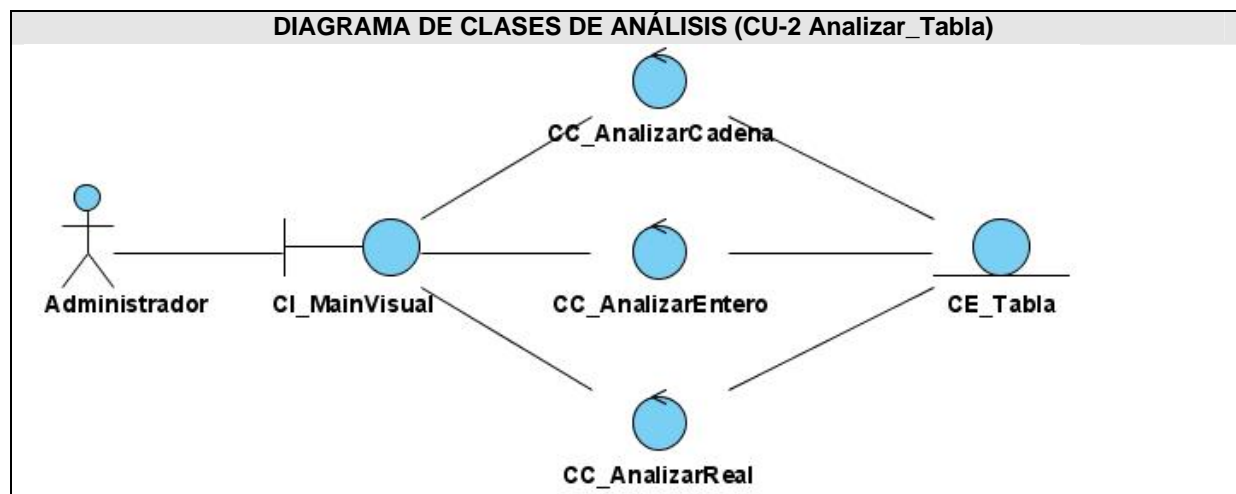 DIAGRAMA DE CLASES DE ANÁLISIS (CU-2 Analizar_Tabla)
CC_AnalizarCadena
Administrador
CI_MainVisual
CC_AnalizarEntero
CE_Tabla
CC_AnalizarReal